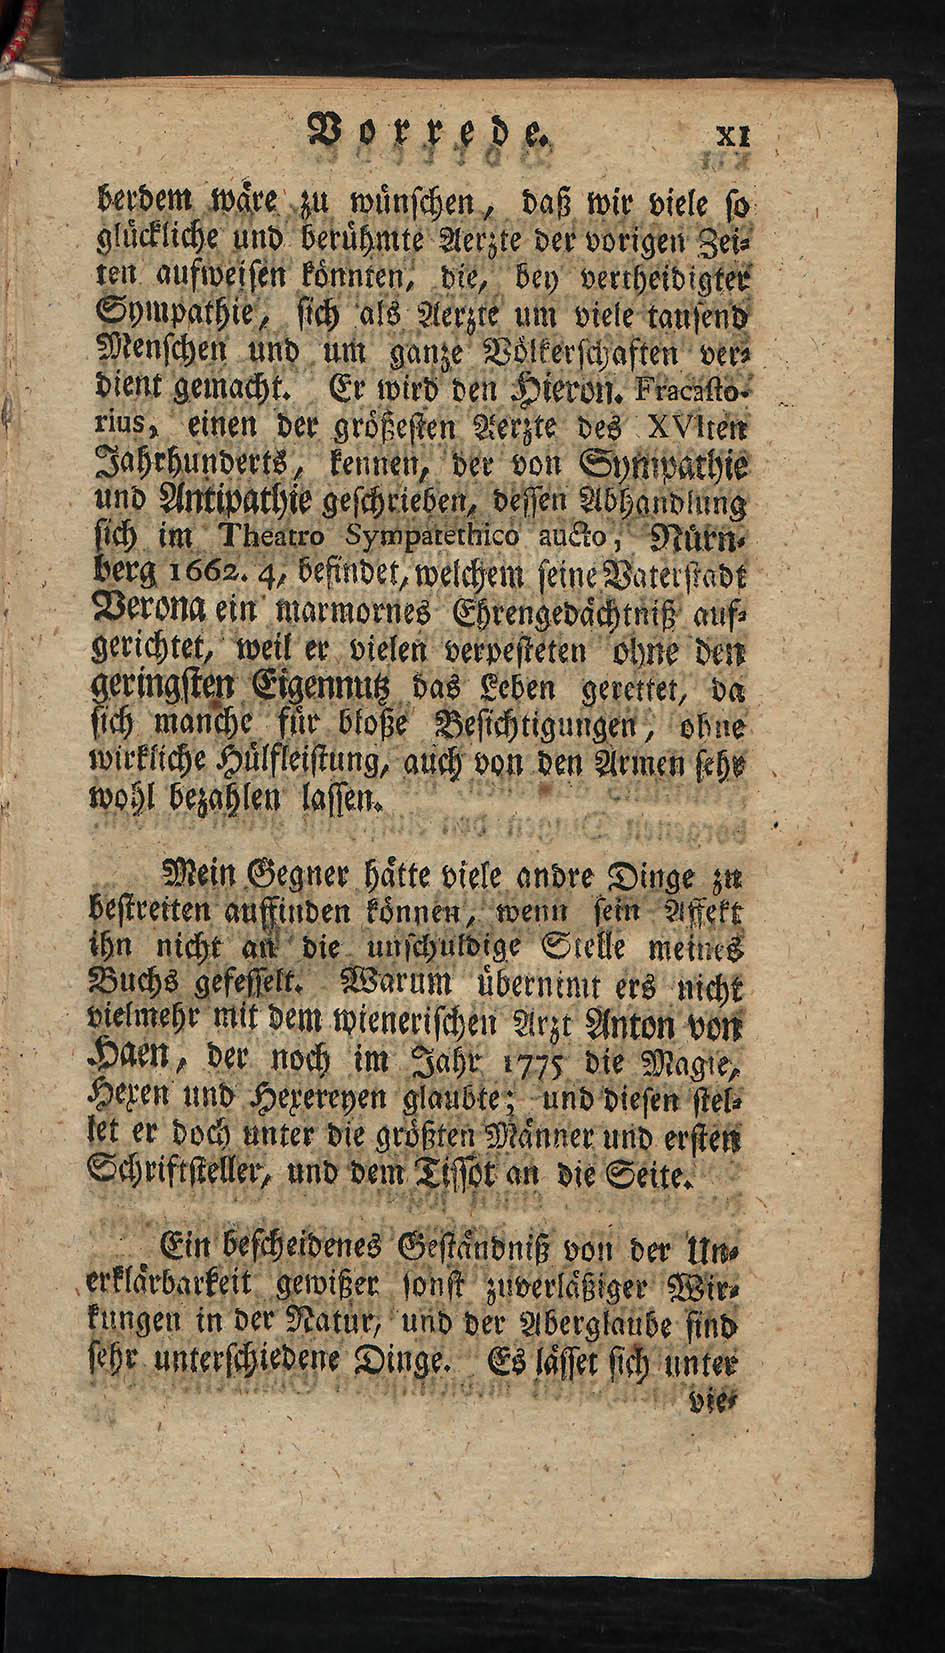 Vorrede. XI
berdem wäre zu wünschen, daß wir viele so
glückliche und berühmte Aerzte der vorigen Zei-
ten aufweisen könnten, die, bey vertheidigter
Sympathie, sich als Aerzte um viele tausend
Menschen und um ganze Völkerschaften ver-
dient gemacht. Er wird den Hieron. Fracasto-
rius, einen der größesten Aerzte des XVIten
Jahrhunderts, kennen, der von Sympathie
und Antipathie geschrieben, dessen Abhandlung
sich im Theatro Sympatethico aucto, Nürn-
berg 1662. 4, befindet, welchem seine Vaterstadt
Verona ein marmornes Ehrengedächtniß auf-
gerichtet, weil er vielen verpesteten ohne den
geringsten Eigennutz das Leben gerettet, da
sich manche für bloße Besichtigungen, ohne
wirkliche Hülfleistung, auch von den Armen sehr
wohl bezahlen lassen.
Mein Gegner hätte viele andre Dinge zu
bestreiten auffinden können, wenn sein Affekt
ihn nicht an die unschuldige Stelle meines
Buchs gefesselt. Warum übernimt ers nicht
vielmehr mit dem wienerischen Arzt Anton von
Haen, der noch im Jahr 1775 die Magie,
Hexen und Hexereyen glaubte; und diesen stel-
let er doch unter die größten Männer und ersten
Schriftsteller, und dem Tissot an die Seite.
Ein bescheidenes Geständniß von der Un-
erklärbarkeit gewißer sonst zuverläßiger Wir-
kungen in der Natur, und der Aberglaube sind
sehr unterschiedene Dinge. Es lässet sich unter
vie-